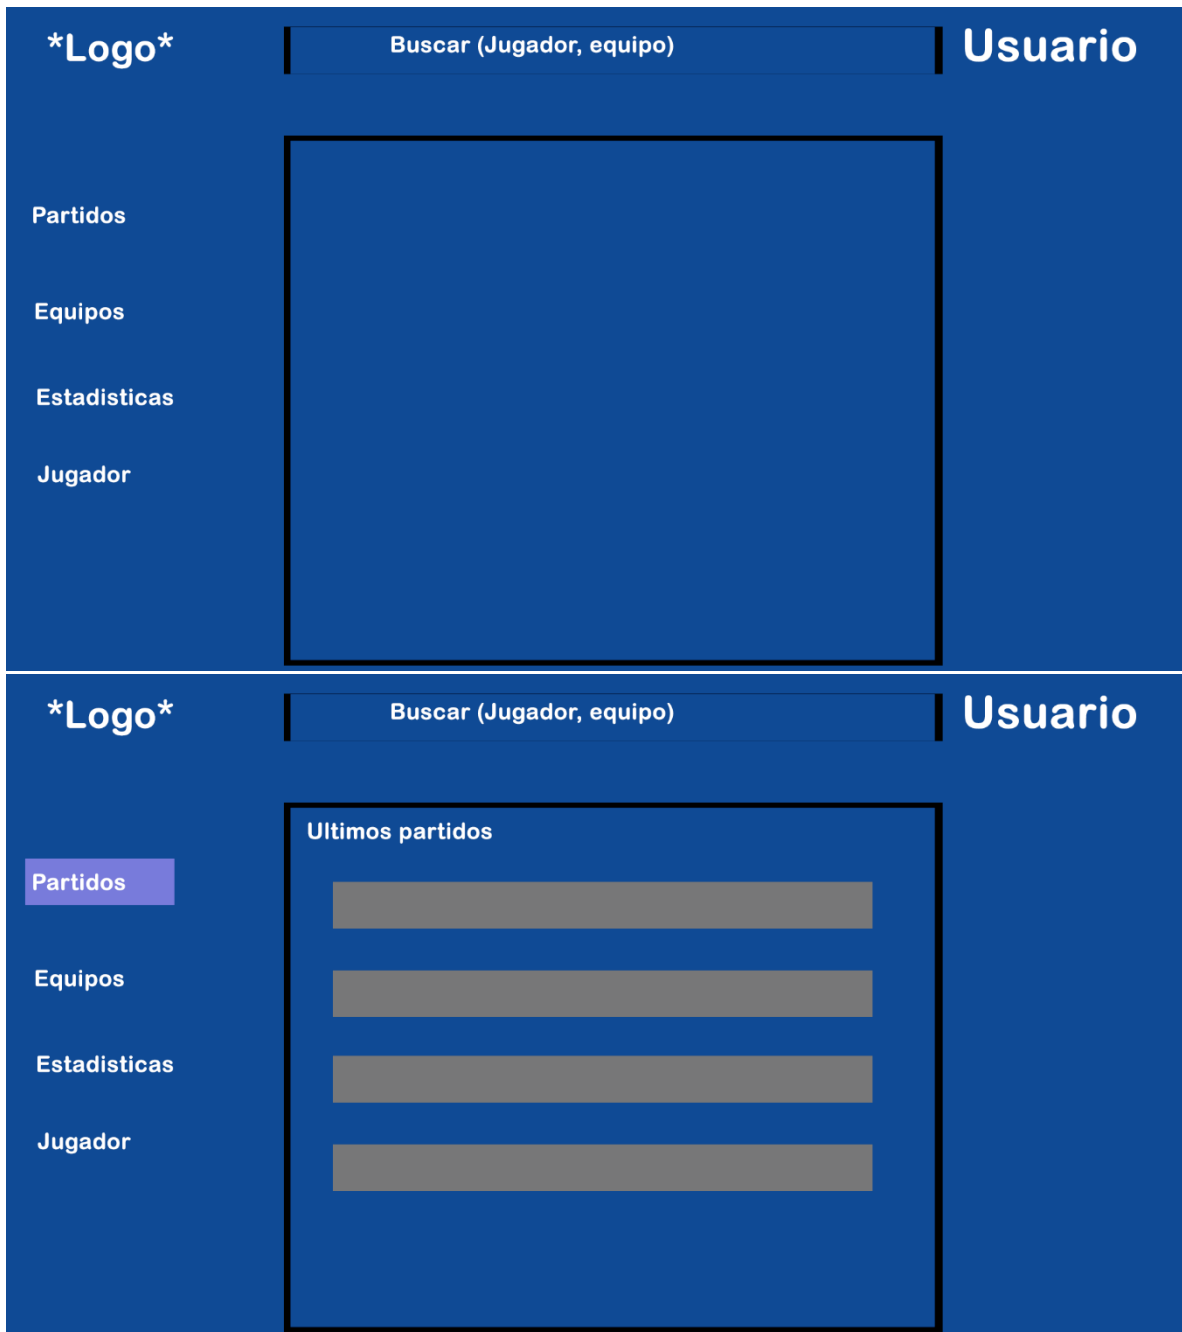 *Logo*
Buscar (Jugador, equipo)
Usuario
Partidos
Equipos
Estadisticas
Jugador
*Logo*
Buscar (Jugador, equipo)
Usuario
Ultimos partidos
Partidos
Equipos
Estadisticas
Jugador